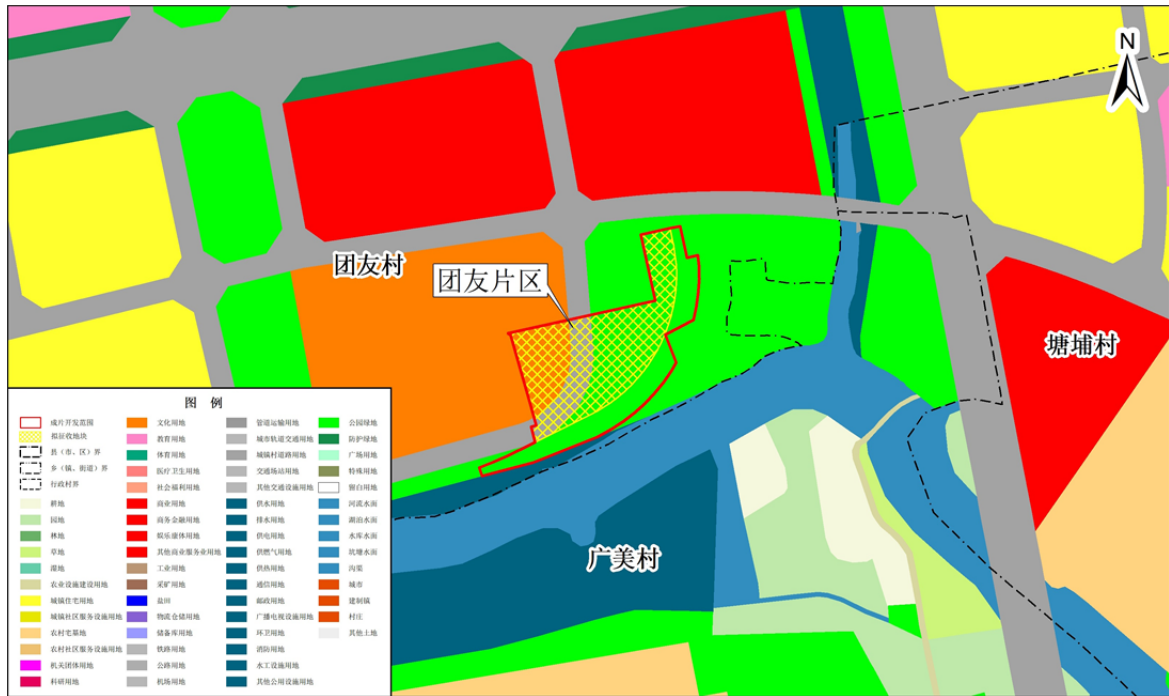 N
团友村
团友片区
塘埔村
广美村
图 例
成片开发范围
拟征收地块
县（市、区）界
乡（镇、街道）界
行政村界
耕地
园地
林地
草地
湿地
农业设施建设用地
城镇住宅用地
城镇社区服务设施用地
农村宅基地
农村社区服务设施用地
机关团体用地
科研用地
文化用地
教育用地
体育用地
医疗卫生用地
社会福利用地
商业用地
商务金融用地
娱乐康体用地
其他商业服务业用地
工业用地
采矿用地
盐田
物流仓储用地
储备库用地
铁路用地
公路用地
机场用地
管道运输用地
城市轨道交通用地
城镇村道路用地
交通场站用地
其他交通设施用地
供水用地
排水用地
供电用地
供燃气用地
供热用地
通信用地
邮政用地
广播电视设施用地
环卫用地
消防用地
水工设施用地
其他公用设施用地
公园绿地
防护绿地
广场用地
特殊用地
留白用地
河流水面
湖泊水面
水库水面
坑塘水面
沟渠
城市
建制镇
村庄
其他土地